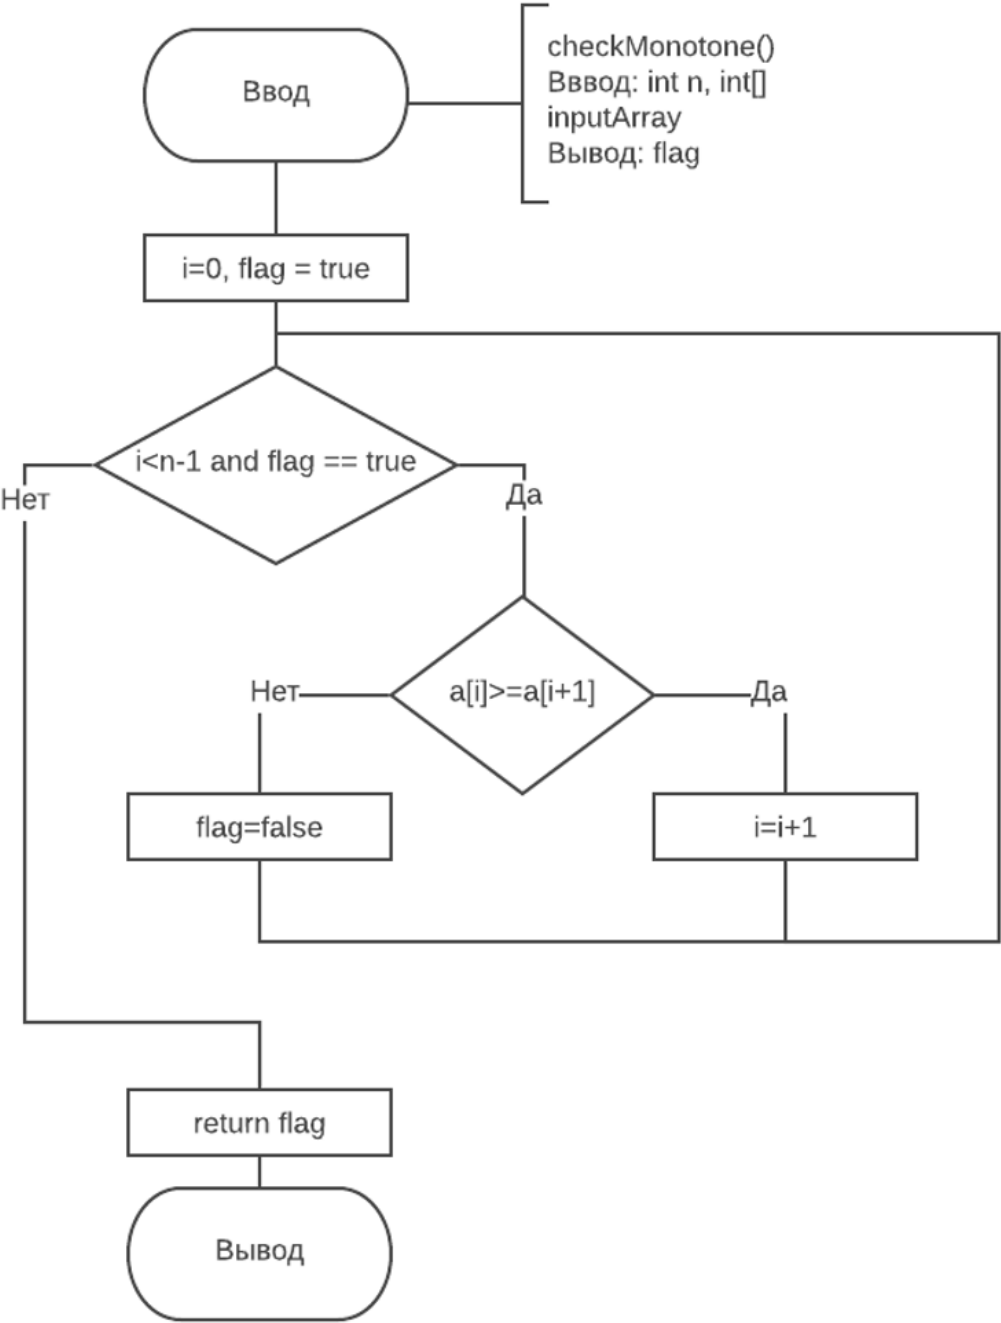 Ввод
checkMonotone()
Вввод: int n, int[]
inputArray
Вывод: flag
i=0, flag = true
i<n-1 and flag == true
Нет
Да
a[i]>=a[i+1]
Нет
Да
flag=false
i=i+1
return flag
Вывод